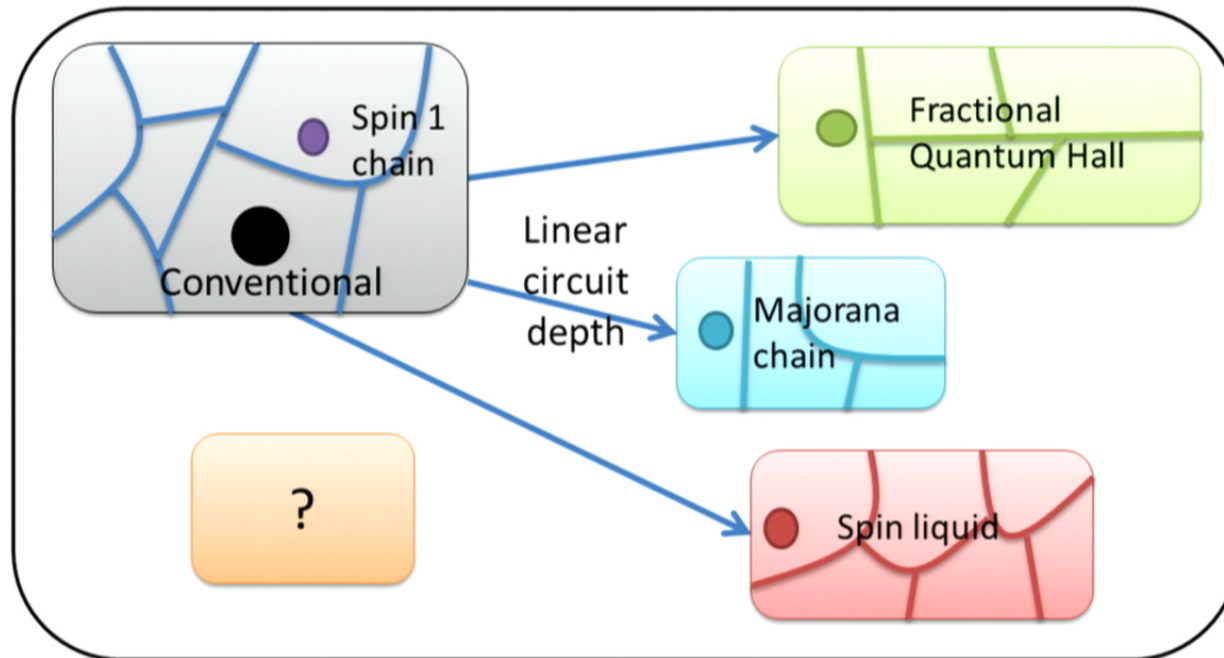 Spin 1
chain
Conventional
Linear
circuit
depth
Fractional
Quantum Hall
Majorana
chain
?
Spin liquid